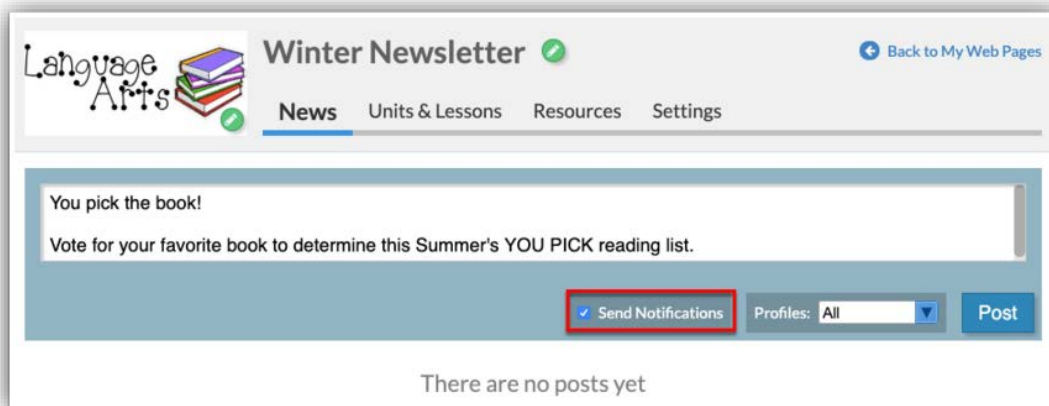 Language
Arts
Winter Newsletter
Back to My Web Pages
News Units & Lessons Resources Settings
You pick the book!
Vote for your favorite book to determine this Summer's YOU PICK reading list.
Send Notifications Profiles: All Post
There are no posts yet